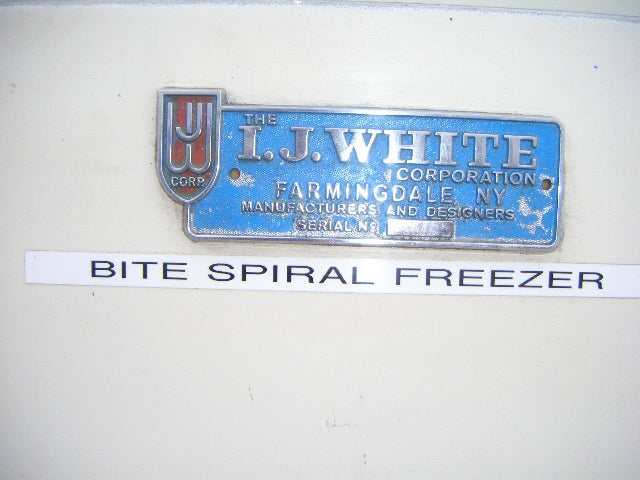 IJW
CORP.
THE
I.J. WHITE
CORPORATION
FARMINGDALE NY
MANUFACTURERS AND DESIGNERS
SERIAL Nº
BITE SPIRAL FREEZER